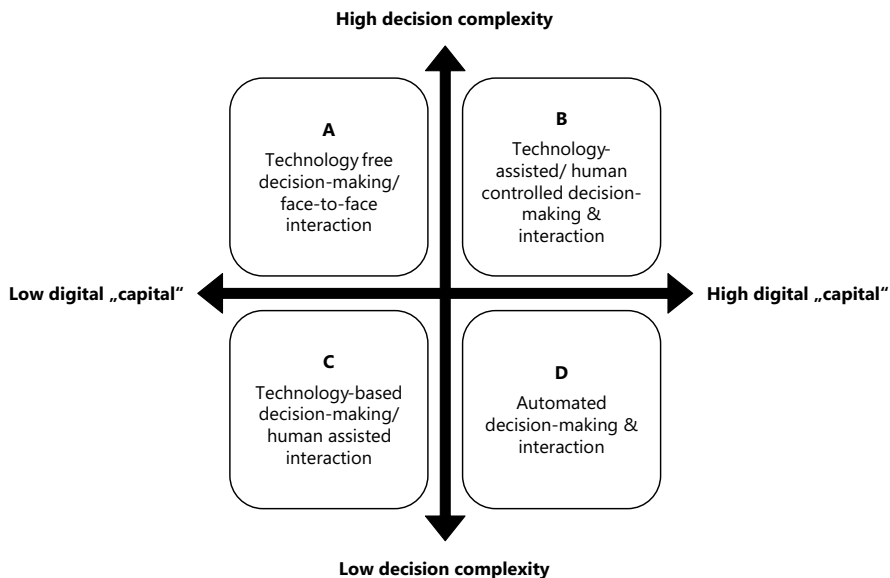 High decision complexity
A
Technology free
decision-making/
face-to-face
interaction
B
Technology-
assisted/ human
controlled decision-
making &
interaction
Low digital „capital“
High digital „capital“
C
Technology-based
decision-making/
human assisted
interaction
D
Automated
decision-making &
interaction
Low decision complexity